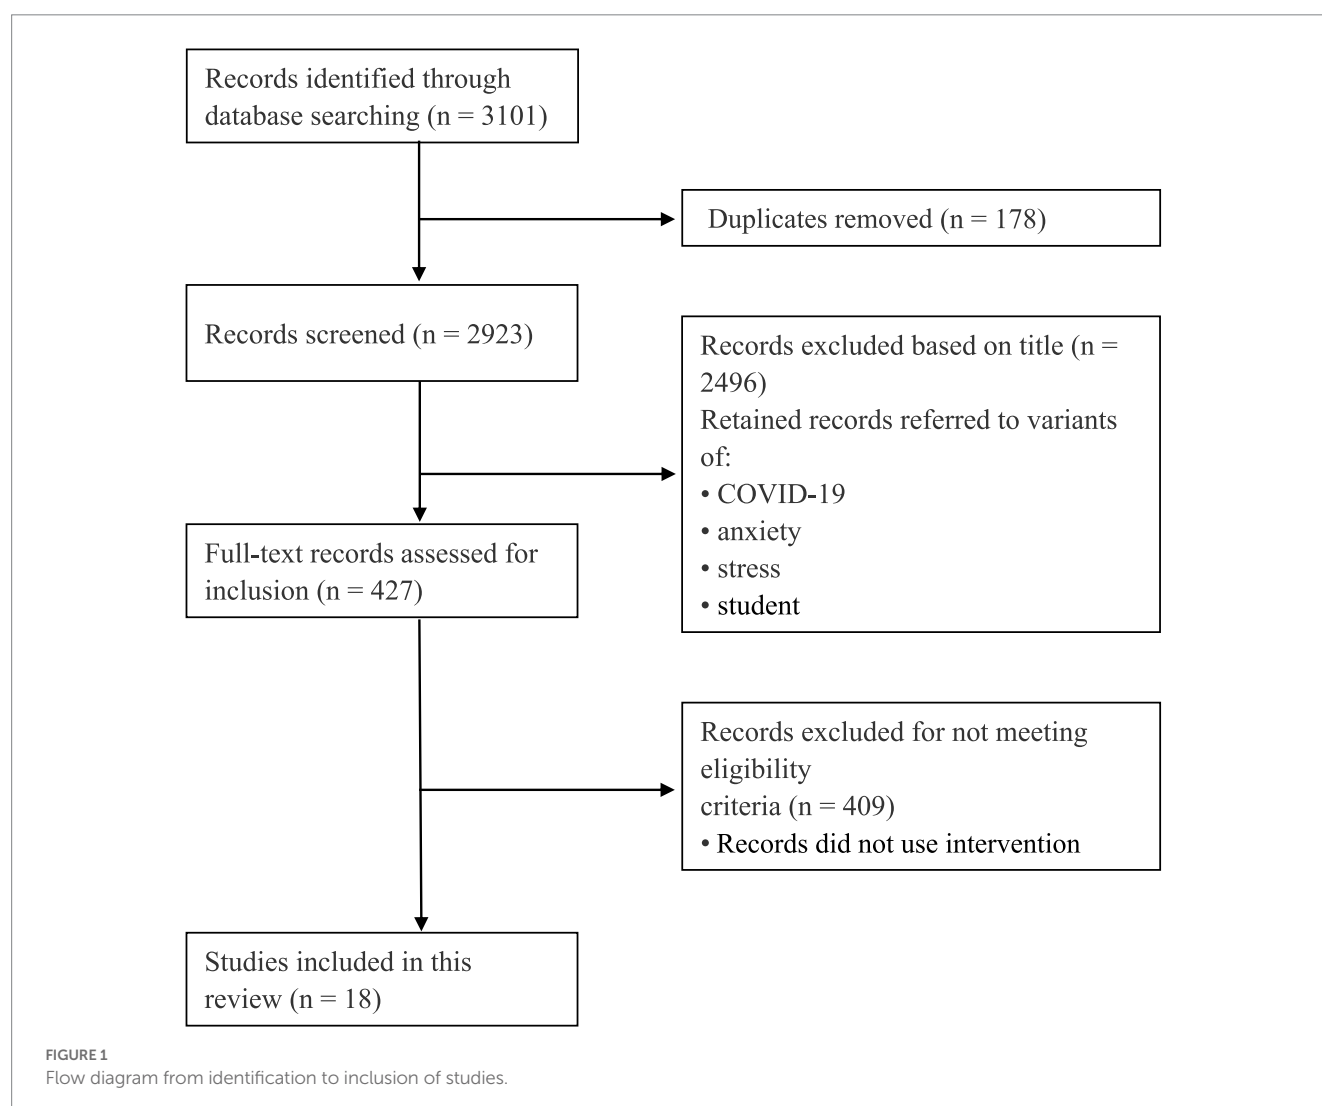 Records identified through
database searching (n = 3101)
Duplicates removed (n = 178)
Records screened (n = 2923)
Records excluded based on title (n =
2496)
Retained records referred to variants
of:
• COVID-19
• anxiety
• stress
• student
Full-text records assessed for
inclusion (n = 427)
Records excluded for not meeting
eligibility
criteria (n = 409)
• Records did not use intervention
Studies included in this
review (n = 18)
FIGURE 1
Flow diagram from identification to inclusion of studies.